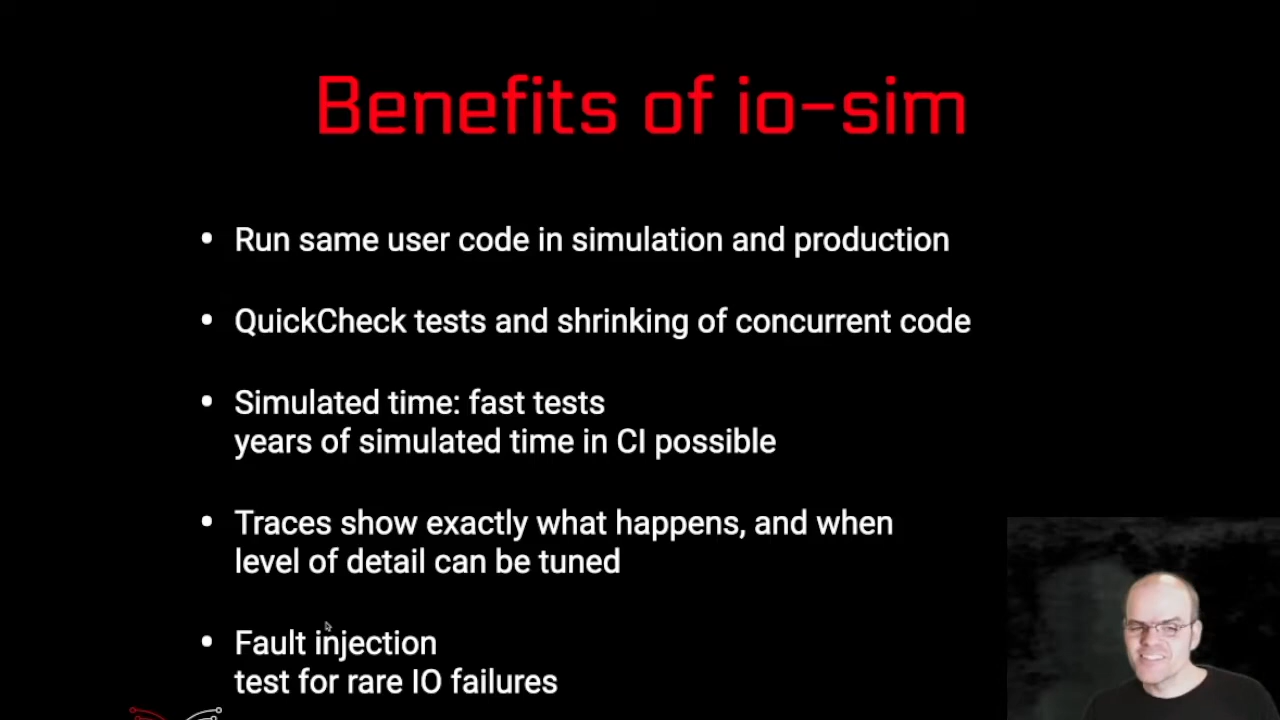 Benefits of io-sim
• Run same user code in simulation and production
• QuickCheck tests and shrinking of concurrent code
• Simulated time: fast tests
years of simulated time in CI possible
• Traces show exactly what happens, and when
level of detail can be tuned
• Fault injection
test for rare IO failures